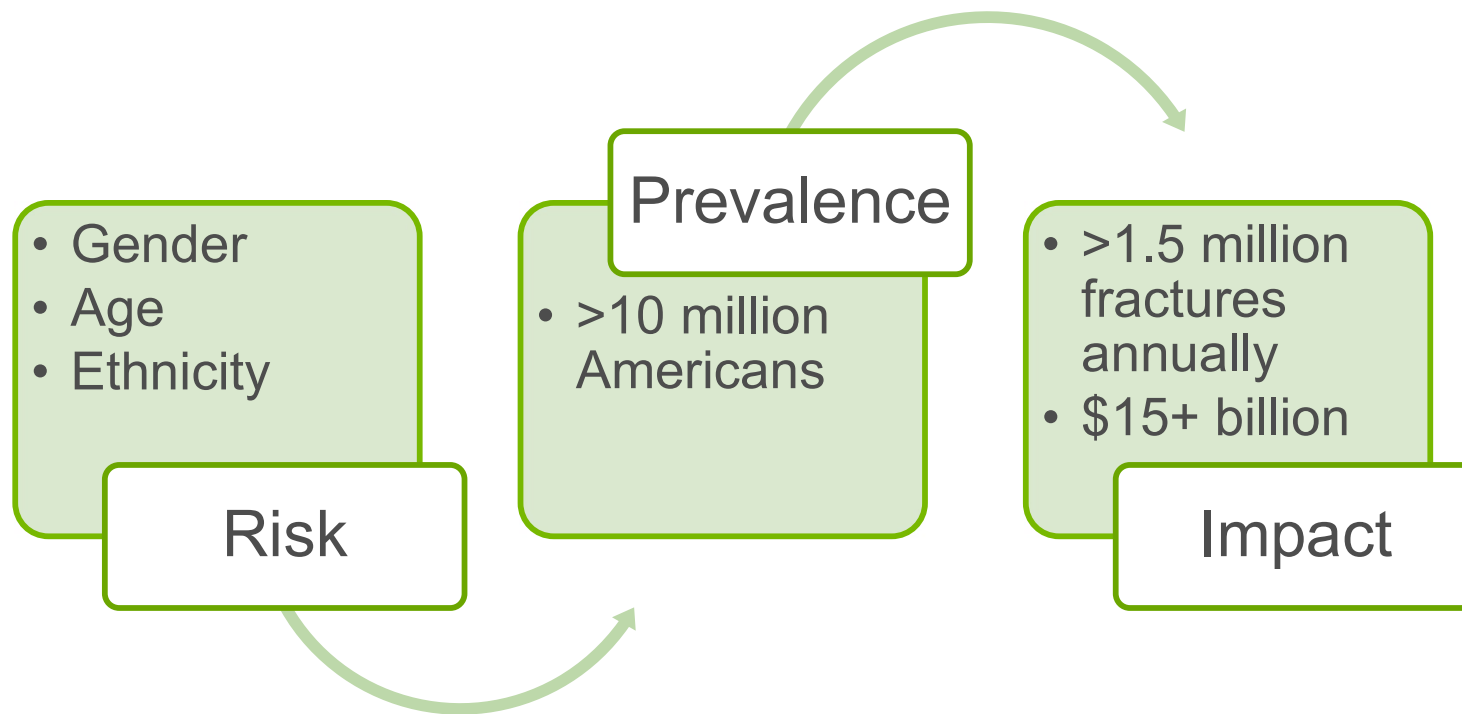 • Gender
• Age
• Ethnicity
Risk
Prevalence
• >10 million
Americans
• >1.5 million
fractures
annually
• $15+ billion
Impact